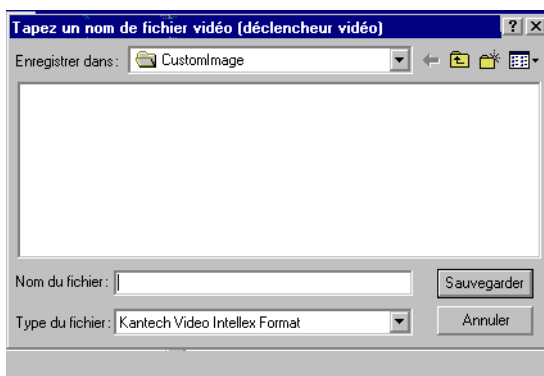 Tapez un nom de fichier vidéo (déclencheur vidéo)
Enregistrer dans: CustomImage
Nom du fichier: Sauvegarder
Type du fichier: Kantech Video Intellex Format Annuler